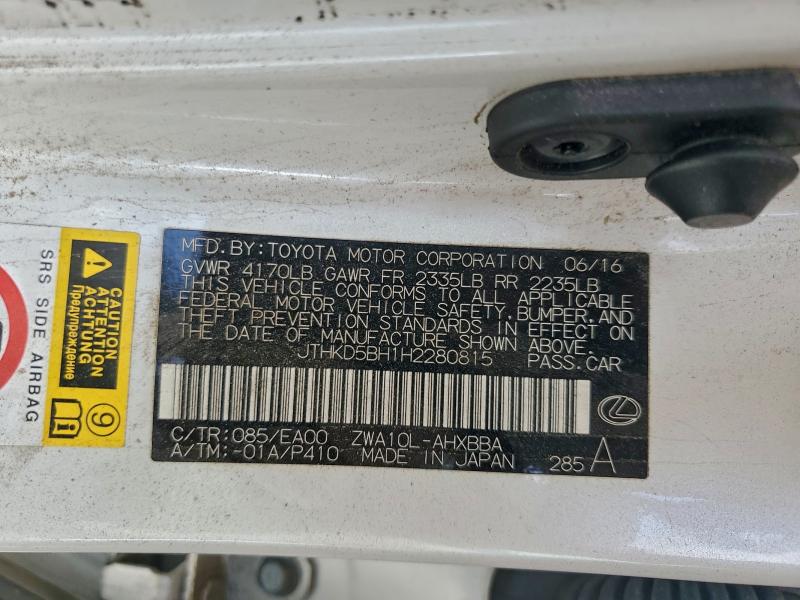 MFD. BY: TOYOTA MOTOR CORPORATION 06/16
GVWR 4170LB GAWR FR 2335LB RR 2235LB
THIS VEHICLE CONFORMS TO ALL APPLICABLE
FEDERAL MOTOR VEHICLE SAFETY, BUMPER, AND
THEFT PREVENTION STANDARDS IN EFFECT ON
THE DATE OF MANUFACTURE SHOWN ABOVE.
JTHKD5BH1H2280815 PASS.CAR
C/TR: 085/EA00 ZWA10L-AHXBBA
A/TM: -01A/P410 MADE IN JAPAN 285 A
SRS SIDE AIRBAG
CAUTION
ATTENTION
ACHTUNG
Предупреждение
9